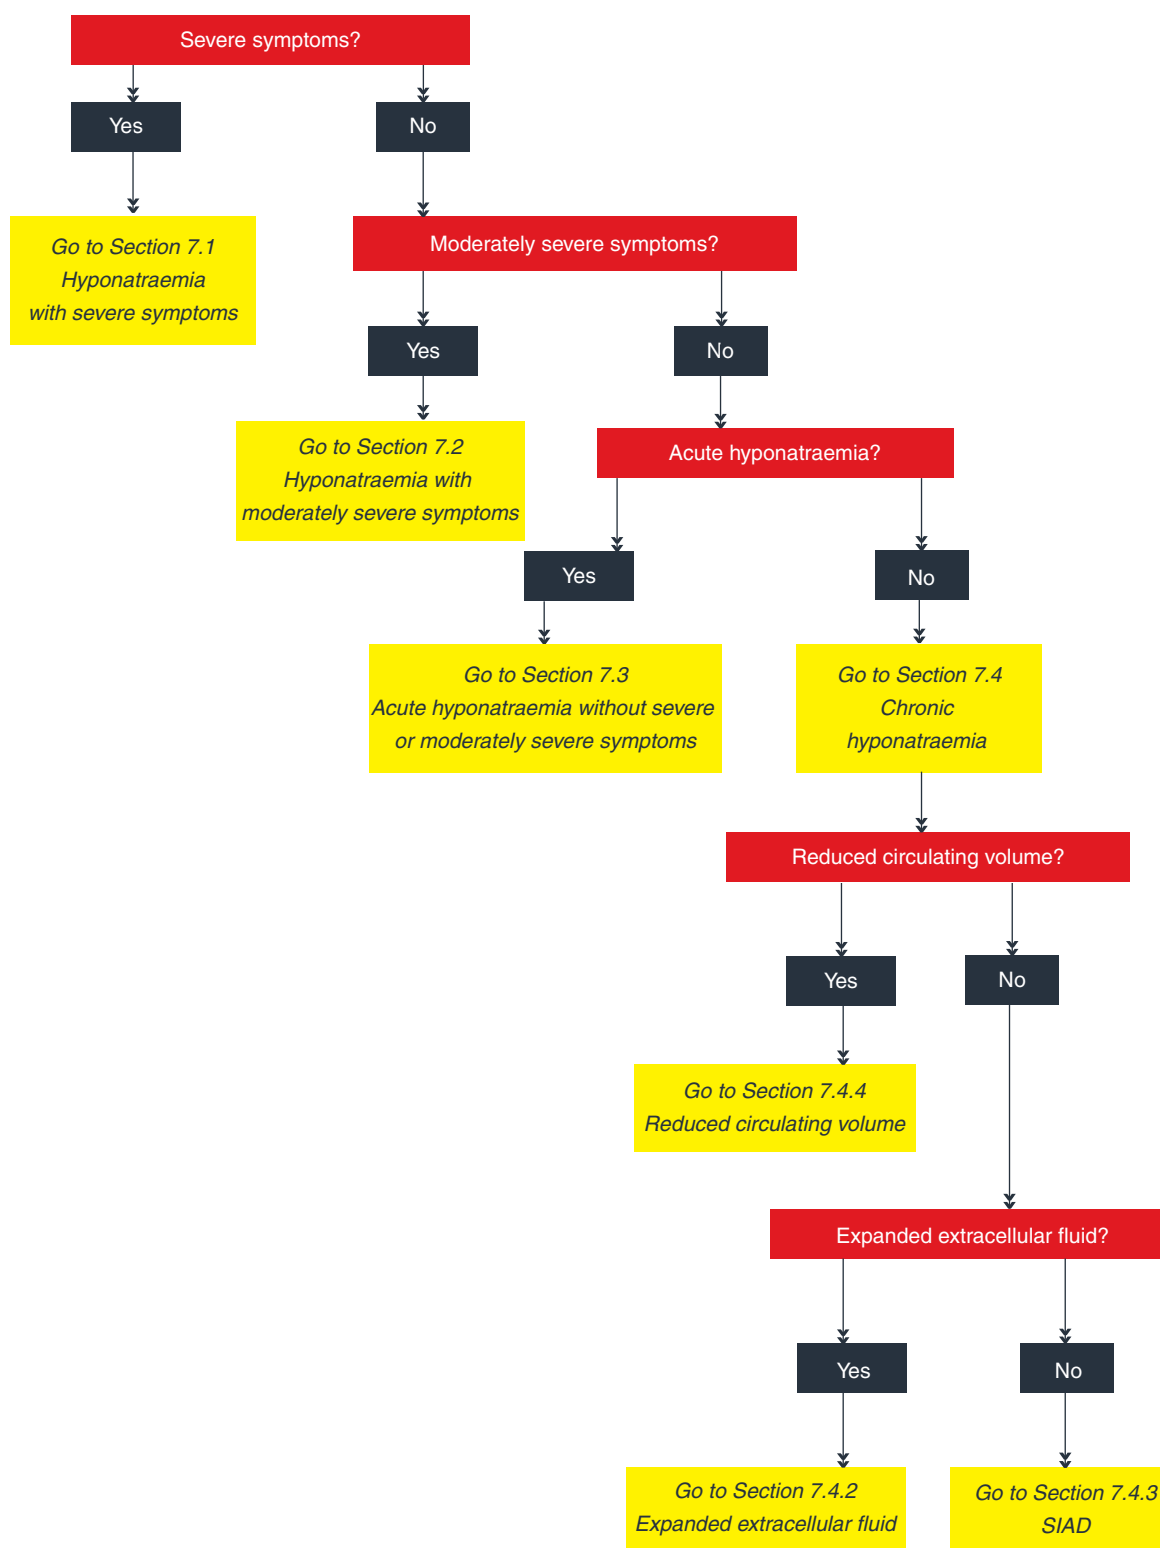 Severe symptoms?
Yes
No
Go to Section 7.1
Hyponatraemia
with severe symptoms
Moderately severe symptoms?
Yes
No
Go to Section 7.2
Hyponatraemia with
moderately severe symptoms
Acute hyponatraemia?
Yes
No
Go to Section 7.3
Acute hyponatraemia without severe
or moderately severe symptoms
Go to Section 7.4
Chronic
hyponatraemia
Reduced circulating volume?
Yes
No
Go to Section 7.4.4
Reduced circulating volume
Expanded extracellular fluid?
Yes
No
Go to Section 7.4.2
Expanded extracellular fluid
Go to Section 7.4.3
SIAD